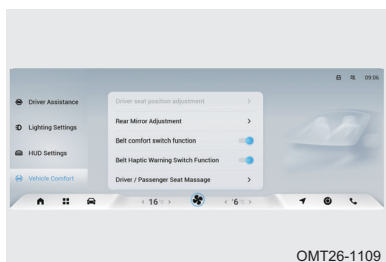 09:06
Driver Assistance
Driver seat position adjustment
Rear Mirror Adjustment
Lighting Settings
Belt comfort switch function
HUD Settings
Belt Haptic Warning Switch Function
Vehicle Comfort
Driver / Passenger Seat Massage
16
OMT26-1109